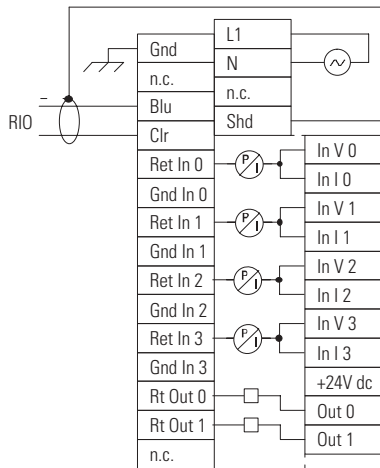 L1
Gnd
N
n.c.
n.c.
–
Blu
Shd
RIO
Clr
Ret In 0
P
I
In V 0
Gnd In 0
In I 0
Ret In 1
P
I
In V 1
Gnd In 1
In I 1
Ret In 2
P
I
In V 2
Gnd In 2
In I 2
Ret In 3
P
I
In V 3
Gnd In 3
In I 3
+24V dc
Rt Out 0
Out 0
Rt Out 1
Out 1
n.c.